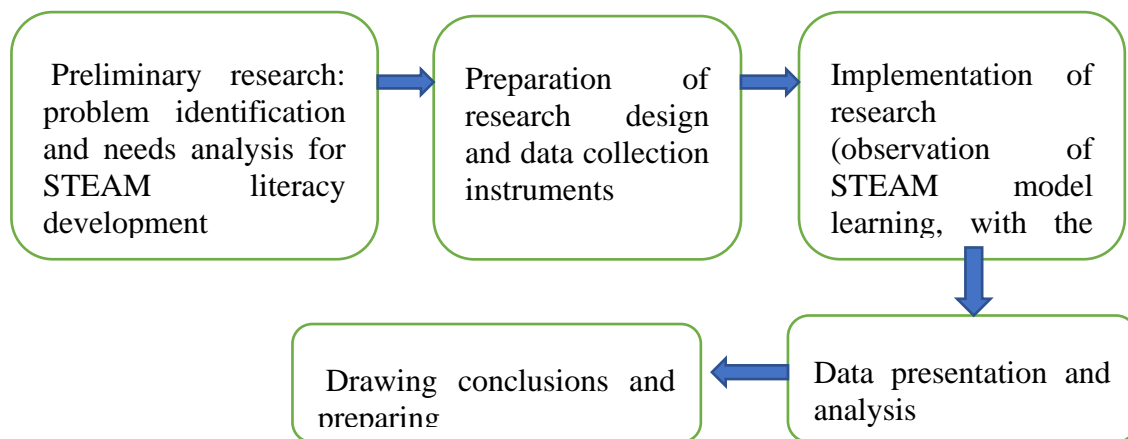 Preliminary research:
problem identification
and needs analysis for
STEAM literacy
development
Preparation of
research design
and data collection
instruments
Implementation of
research
(observation of
STEAM model
learning, with the
Data presentation and
analysis
Drawing conclusions and
preparing